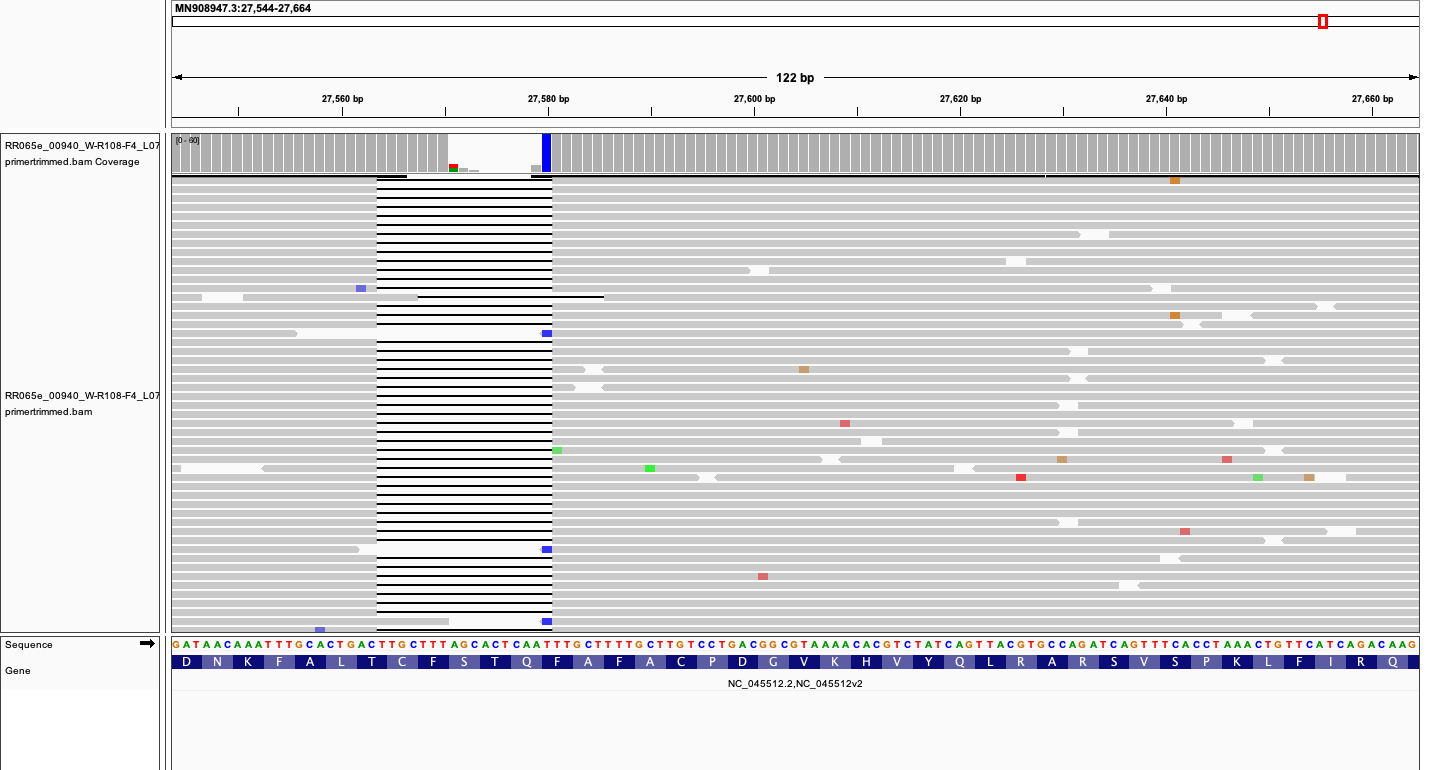 MN908947.3:27,544-27,664
122 bp
27,560 bp 27,580 bp 27,600 bp 27,620 bp 27,640 bp 27,660 bp
RR065e_00940_W-R108-F4_L07
primertrimmed.bam Coverage
[0 - 60]
RR065e_00940_W-R108-F4_L07
primertrimmed.bam
Sequence
GATAACAAATTTGCACTGACTTGCTTTAGCACTCAATTTGCTTTTGCTTGTCCTGACGGCGTAAAACACGTCTATCAGTTACGTGCCAGATCAGTTTCACCTAAACTGTTCATCAGACAAG
Gene
D N K F A L T C F S T Q F A F A C P D G V K H V Y Q L R A R S V S P K L F I R Q
NC_045512.2,NC_045512v2